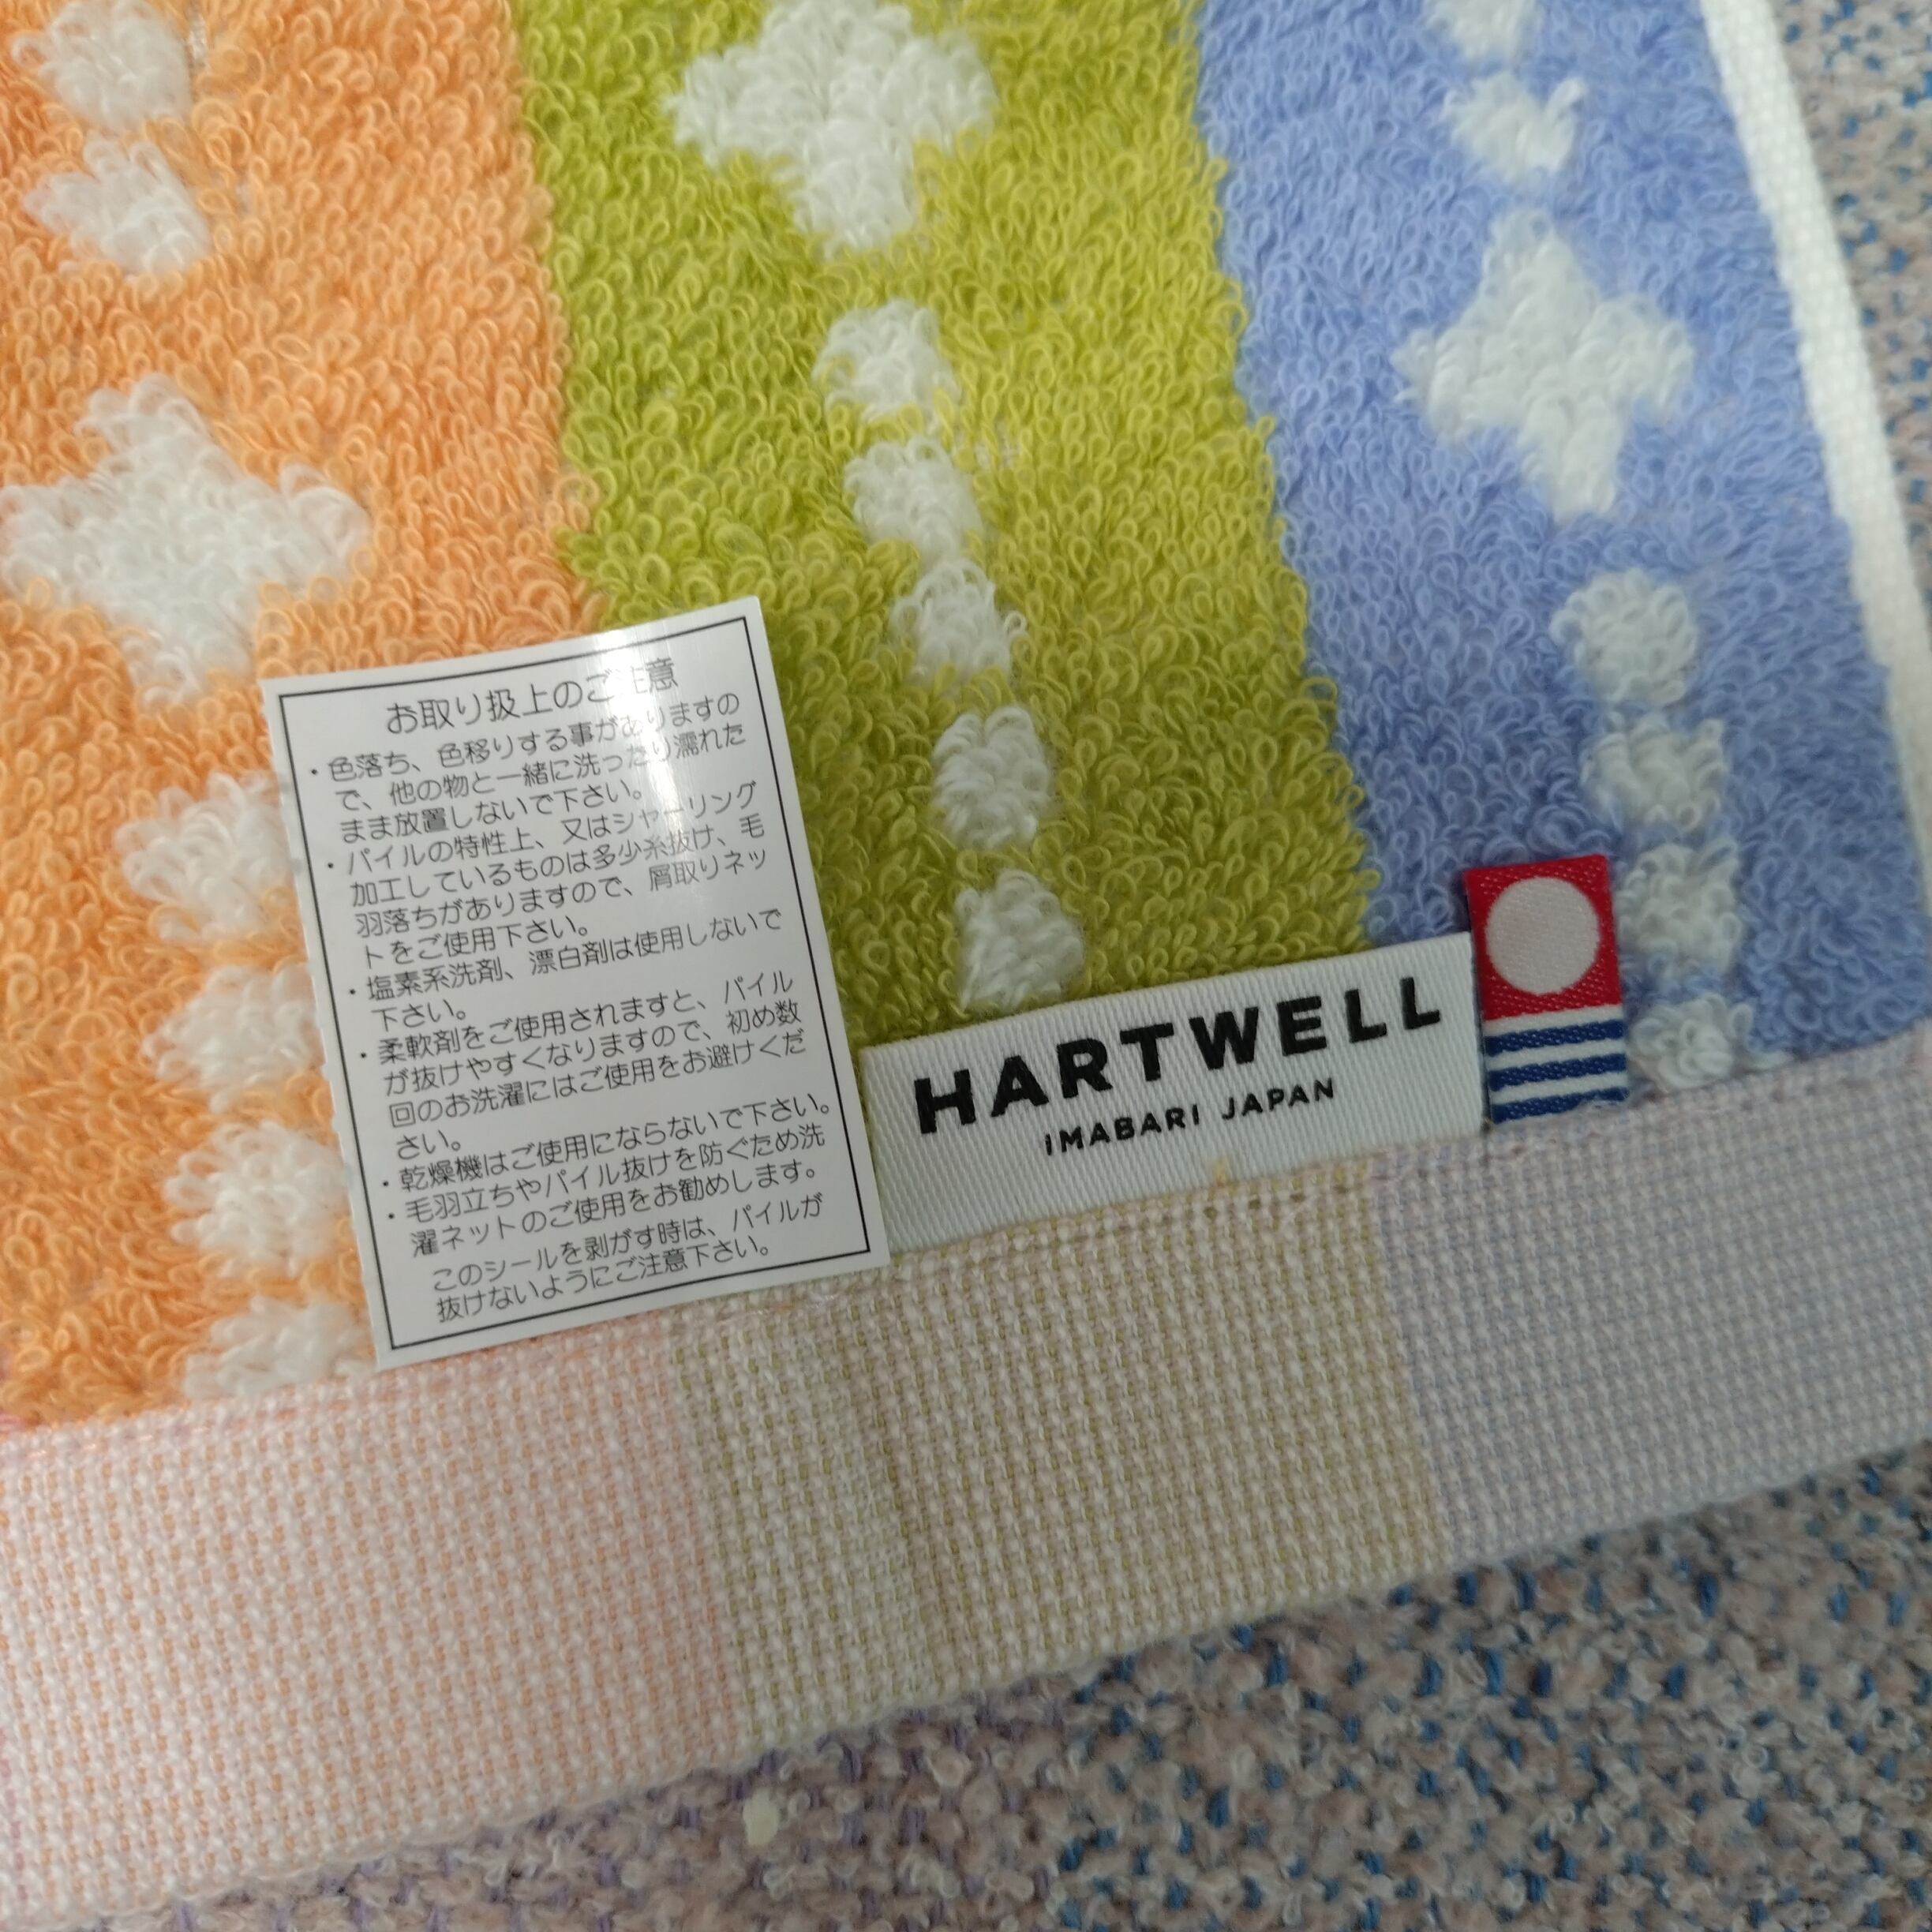 お取り扱上のご注意
・色落ち、色移りする事がありますの
で、他の物と一緒に洗ったり濡れた
まま放置しないで下さい。
・パイルの特性上、又はシャーリング
加工しているものは多少糸抜け、毛
羽落ちがありますので、屑取りネッ
トをご使用下さい。
・塩素系洗剤、漂白剤は使用しないで
下さい。
・柔軟剤をご使用されますと、パイル
が抜けやすくなりますので、初め数
回のお洗濯にはご使用をお避けくだ
さい。
・乾燥機はご使用にならないで下さい。
・毛羽立ちやパイル抜けを防ぐため洗
濯ネットのご使用をお勧めします。
このシールを剥がす時は、パイルが
抜けないようにご注意下さい。
HARTWELL
iMABARI JAPAN